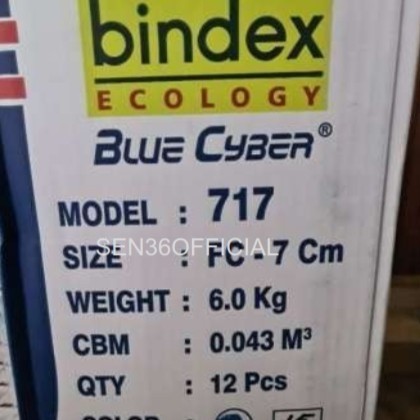 bindex
ECOLOGY
BLUE CYBER®
MODEL : 717
SEN36OFFICIAL
SIZE : FC - 7 Cm
WEIGHT : 6.0 Kg
CBM : 0.043 M³
QTY : 12 Pcs
COLOR